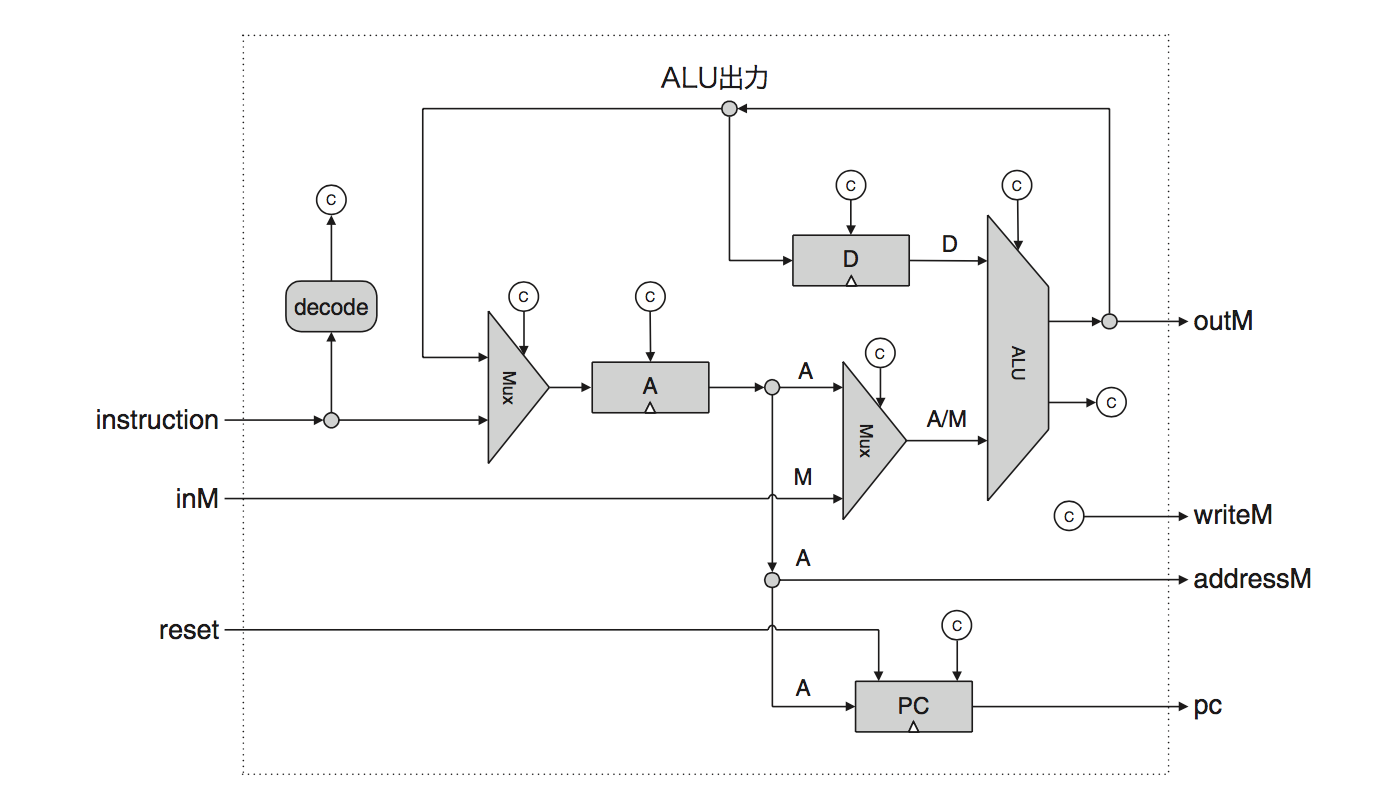 ALU出力
C
C
C
D
D
decode
C
C
outM
C
ALU
Mux
A
A
Mux
A/M
C
instruction
M
inM
C
writeM
A
addressM
reset
C
A
PC
pc